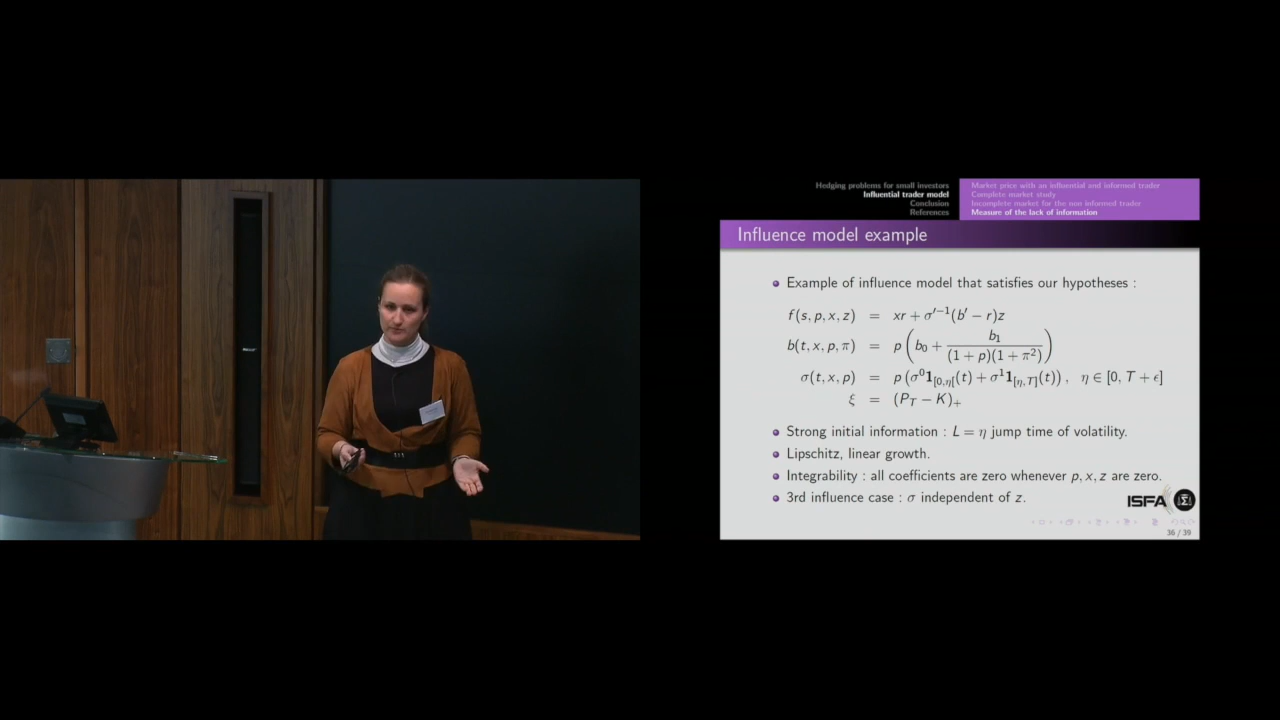 Hedging problems for small investors
Influential trader model
Conclusion
References
Market price with an influential and informed trader
Complete market study
Incomplete market for the non informed trader
Measure of the lack of information
Influence model example
Example of influence model that satisfies our hypotheses :
f(s, p, x, z) = xr + σ′⁻¹(b′ − r)z
b(t, x, p, π) = p ( b₀ + b₁ / ((1 + p)(1 + π²)) )
σ(t, x, p) = p (σ⁰1_[0,η[(t) + σ¹1_[η,T](t)) , η ∈ [0, T + ϵ]
ξ = (P_T − K)₊
Strong initial information : L = η jump time of volatility.
Lipschitz, linear growth.
Integrability : all coefficients are zero whenever p, x, z are zero.
3rd influence case : σ independent of z.
ISFA
36 / 39